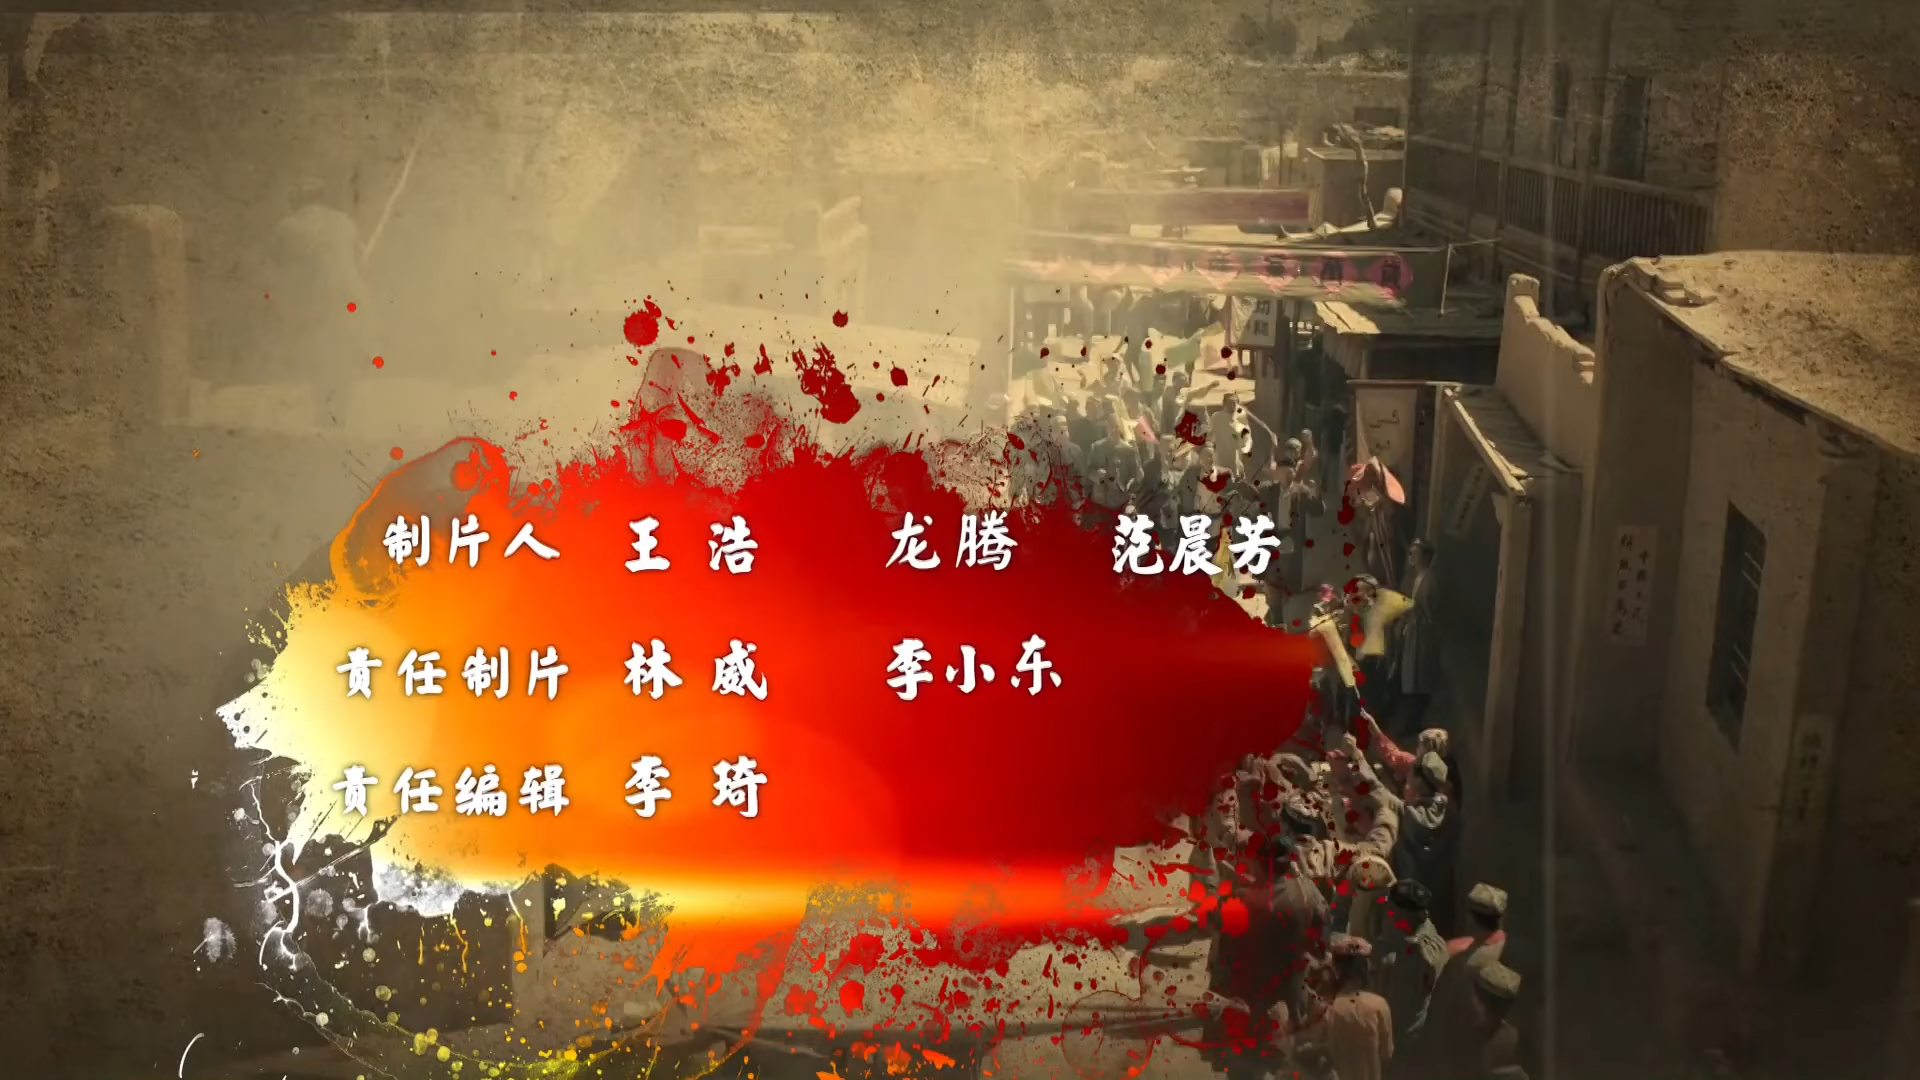 制片人 王 浩 龙 腾 范晨芳
责任制片 林 威 李小东
责任编辑 李 琦